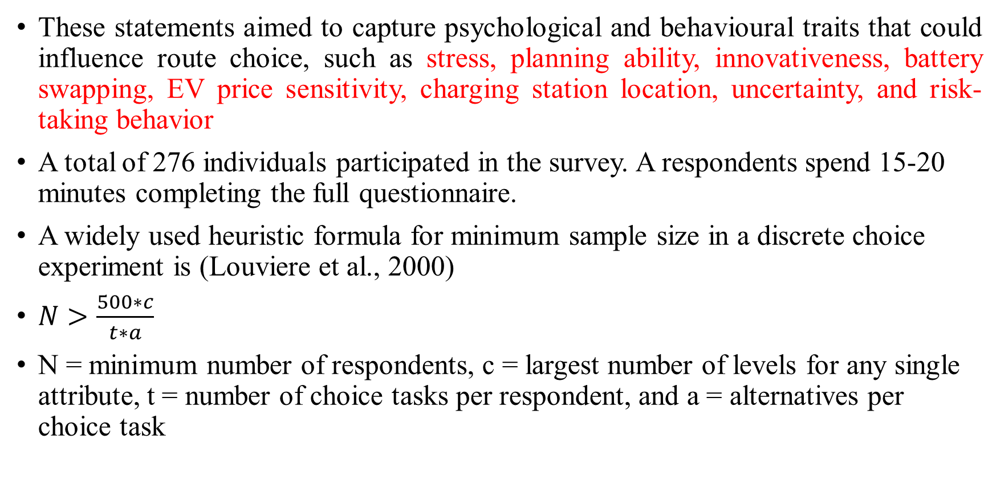 • These statements aimed to capture psychological and behavioural traits that could
influence route choice, such as stress, planning ability, innovativeness, battery
swapping, EV price sensitivity, charging station location, uncertainty, and risk-
taking behavior
• A total of 276 individuals participated in the survey. A respondents spend 15-20
minutes completing the full questionnaire.
• A widely used heuristic formula for minimum sample size in a discrete choice
experiment is (Louviere et al., 2000)
• N > \frac{500*c}{t*a}
• N = minimum number of respondents, c = largest number of levels for any single
attribute, t = number of choice tasks per respondent, and a = alternatives per
choice task